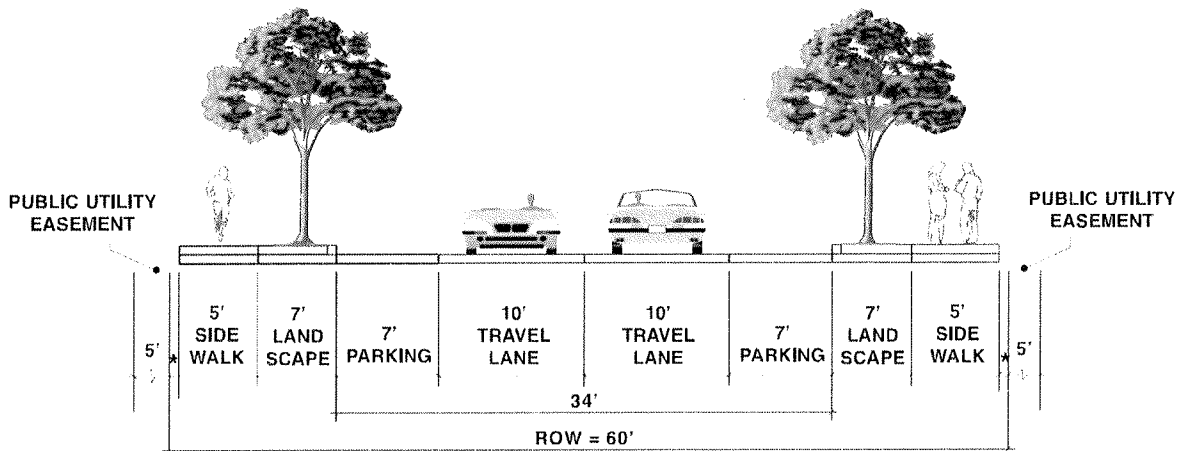 PUBLIC UTILITY
EASEMENT
PUBLIC UTILITY
EASEMENT
5'
*
5'
SIDE
WALK
7'
LAND
SCAPE
7'
PARKING
10'
TRAVEL
LANE
10'
TRAVEL
LANE
7'
PARKING
7'
LAND
SCAPE
5'
SIDE
WALK
*
5'
34'
ROW = 60'